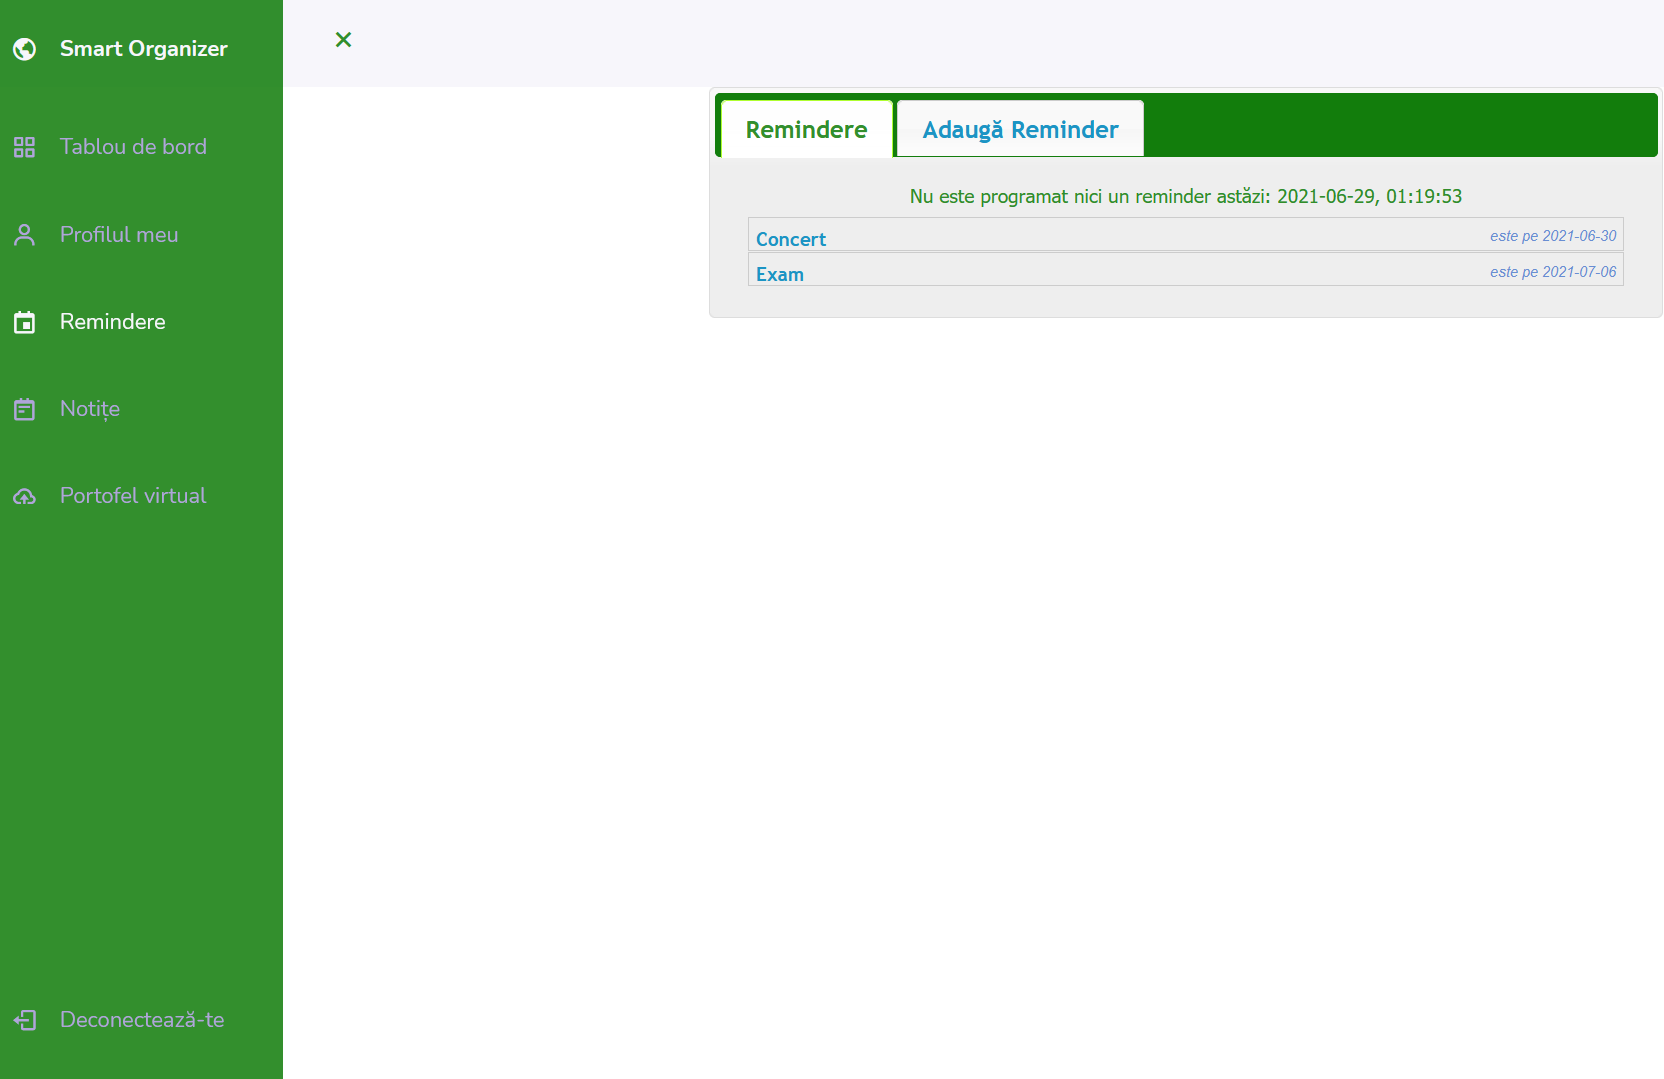 Smart Organizer
Tablou de bord
Profilul meu
Remindere
Notițe
Portofel virtual
Deconectează-te
Remindere
Adaugă Reminder
Nu este programat nici un reminder astăzi: 2021-06-29, 01:19:53
Concert este pe 2021-06-30
Exam este pe 2021-07-06